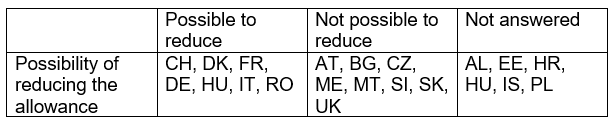 Possible to reduce
Not possible to reduce
Not answered
Possibility of reducing the allowance
CH, DK, FR,
DE, HU, IT, RO
AT, BG, CZ,
ME, MT, SI, SK,
UK
AL, EE, HR,
HU, IS, PL